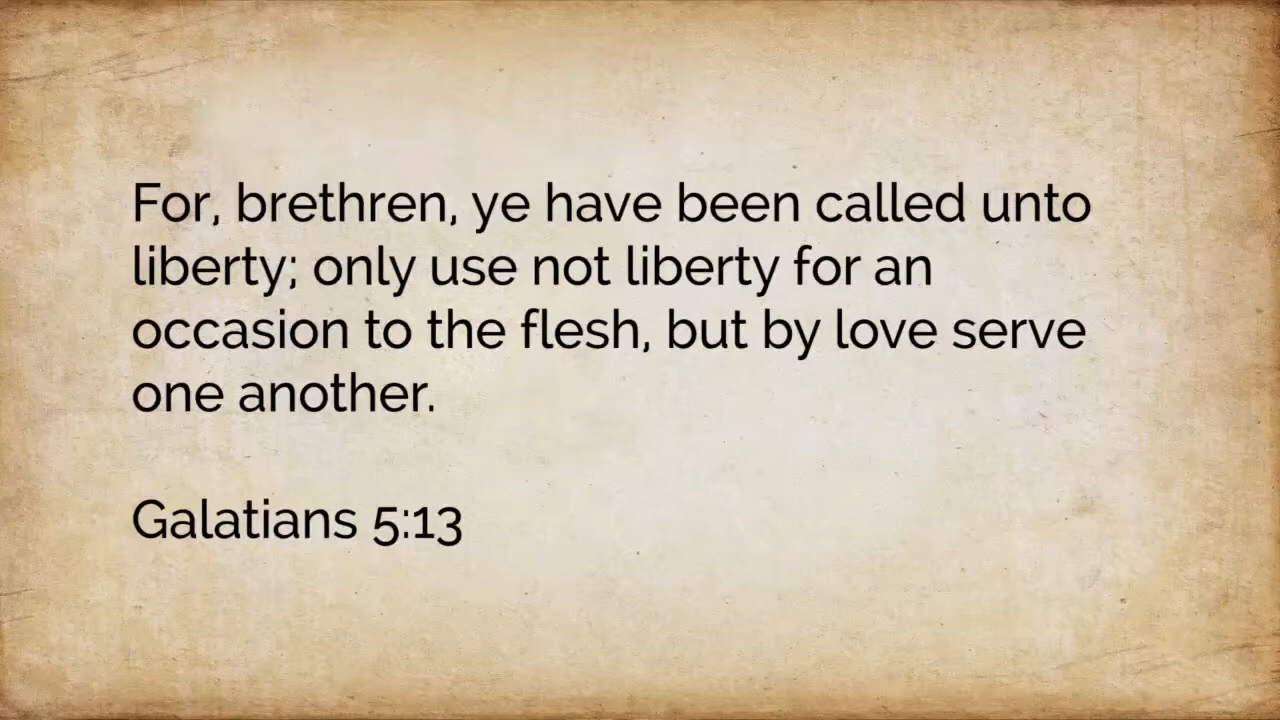 For, brethren, ye have been called unto
liberty; only use not liberty for an
occasion to the flesh, but by love serve
one another.
Galatians 5:13